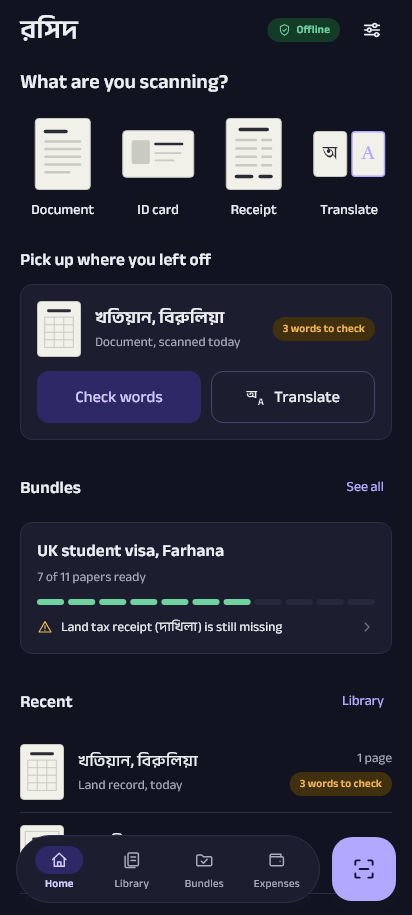 রসিদ
Offline
What are you scanning?
অ
A
Document
ID card
Receipt
Translate
Pick up where you left off
খতিয়ান, বিরুলিয়া
Document, scanned today
3 words to check
Check words
অ
A
Translate
Bundles
See all
UK student visa, Farhana
7 of 11 papers ready
Land tax receipt (দাখিলা) is still missing
Recent
Library
খতিয়ান, বিরুলিয়া
1 page
Land record, today
3 words to check
Home
Library
Bundles
Expenses